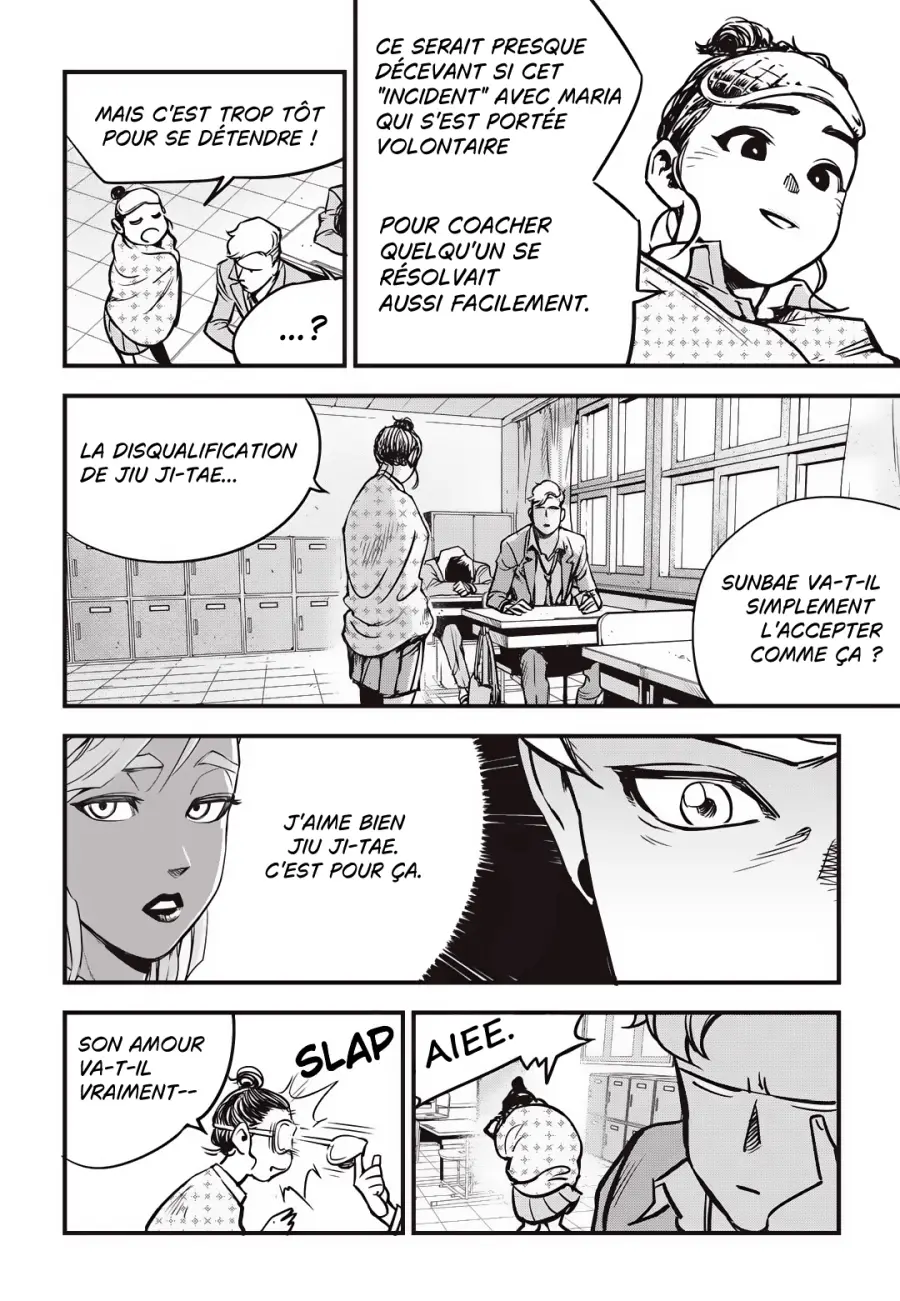 MAIS C'EST TROP TÔT
POUR SE DÉTENDRE !
...?
CE SERAIT PRESQUE
DÉCEVANT SI CET
"INCIDENT" AVEC MARIA
QUI S'EST PORTÉE
VOLONTAIRE
POUR COACHER
QUELQU'UN SE
RÉSOLVAIT
AUSSI FACILEMENT.
LA DISQUALIFICATION
DE JIU JI-TAE...
SUNBAE VA-T-IL
SIMPLEMENT
L'ACCEPTER
COMME ÇA ?
J'AIME BIEN
JIU JI-TAE.
C'EST POUR ÇA.
SON AMOUR
VA-T-IL
VRAIMENT--
SLAP
AIEE.